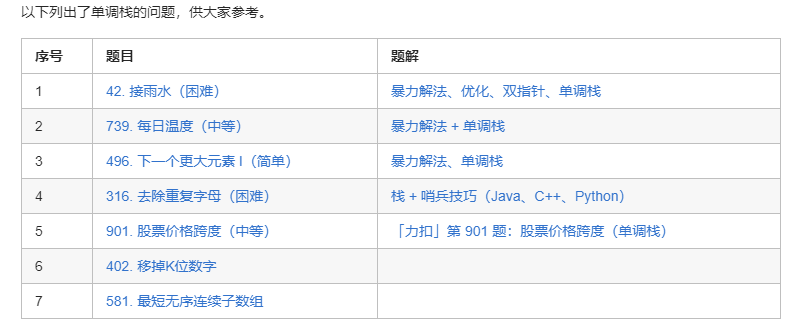 以下列出了单调栈的问题，供大家参考。
序号 题目 题解
1 42. 接雨水（困难） 暴力解法、优化、双指针、单调栈
2 739. 每日温度（中等） 暴力解法 + 单调栈
3 496. 下一个更大元素 I（简单） 暴力解法、单调栈
4 316. 去除重复字母（困难） 栈 + 哨兵技巧（Java、C++、Python）
5 901. 股票价格跨度（中等） 「力扣」第 901 题：股票价格跨度（单调栈）
6 402. 移掉K位数字
7 581. 最短无序连续子数组